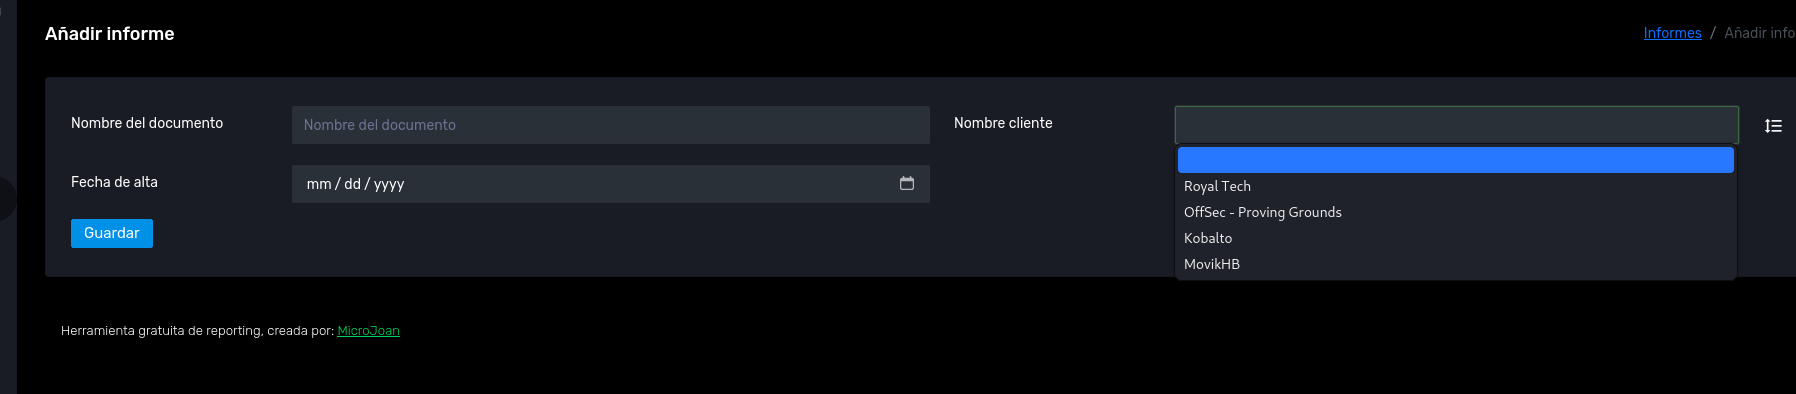 Añadir informe
Informes / Añadir info
Nombre del documento
Nombre del documento
Nombre cliente
Fecha de alta
mm / dd / yyyy
Royal Tech
OffSec - Proving Grounds
Kobalto
MovikHB
Guardar
Herramienta gratuita de reporting, creada por: MicroJoan